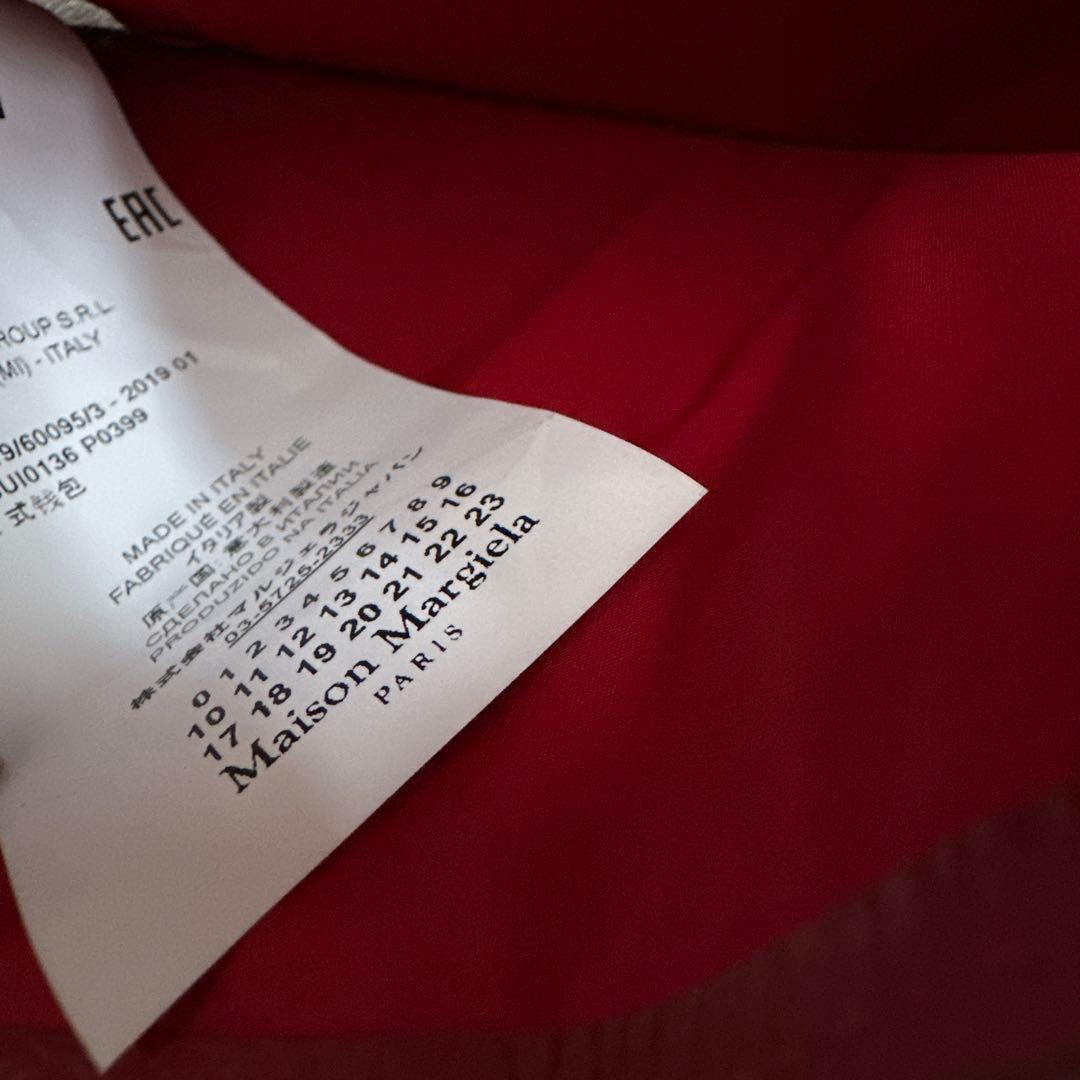 EAC
ROUP S.R.L.
(MI) - ITALY
9/60095/3 - 2019 01
UI0136 P0399
式钱包
MADE IN ITALY
FABRIQUÉ EN ITALIE
イタリア製
原产国:意大利製造
СДЕЛАНО В ИТАЛИИ
PRODUZIDO NA ITALIA
株式会社マルジェラジャパン
03-5725-2333
0 1 2 3 4 5 6 7 8 9
10 11 12 13 14 15 16
17 18 19 20 21 22 23
Maison Margiela
PARIS